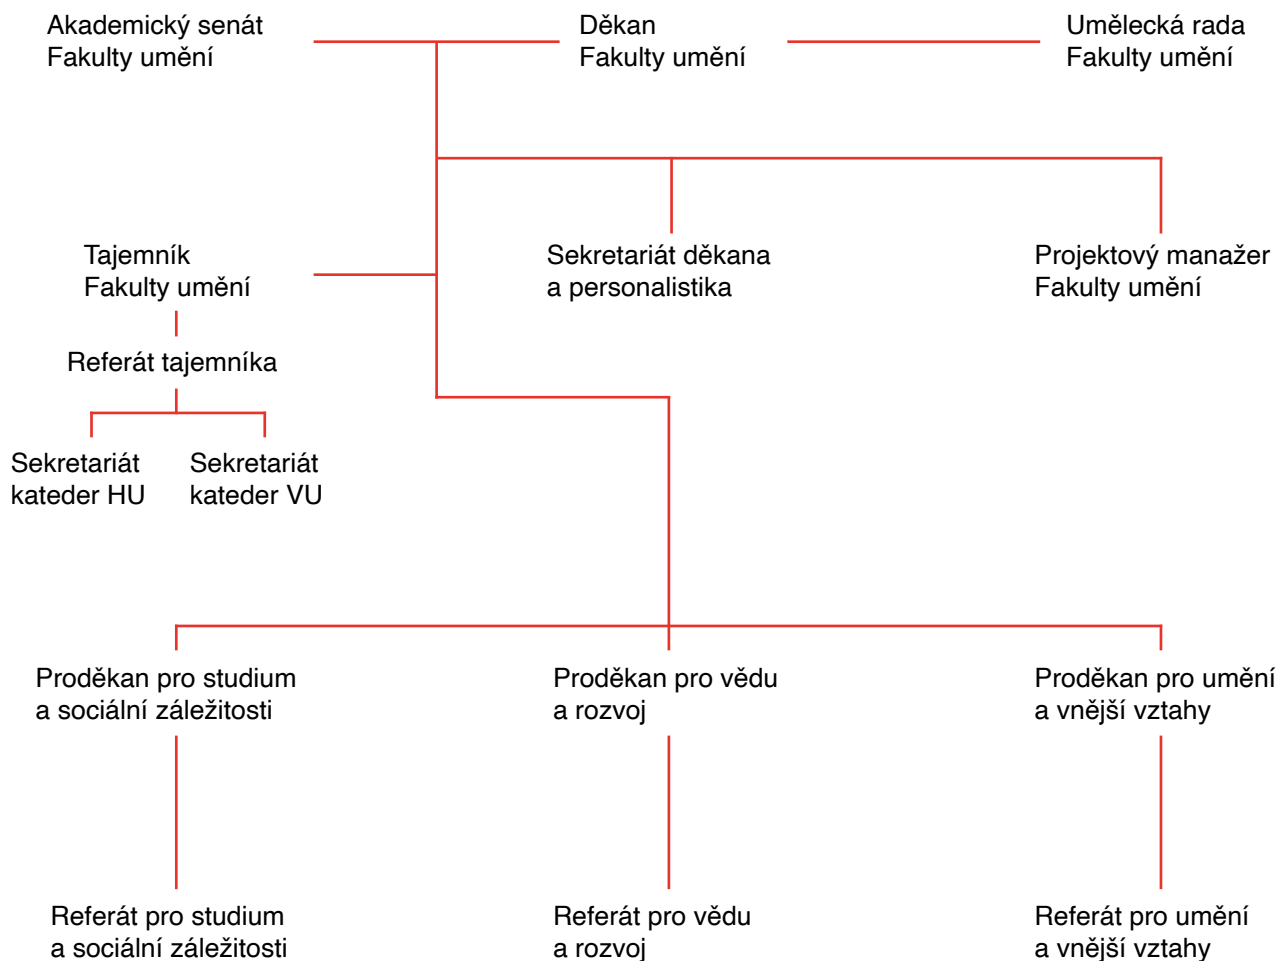 Akademický senát
Fakulty umění
Děkan
Fakulty umění
Umělecká rada
Fakulty umění
Tajemník
Fakulty umění
Sekretariát děkana
a personalistika
Projektový manažer
Fakulty umění
Referát tajemníka
Sekretariát
kateder HU
Sekretariát
kateder VU
Proděkan pro studium
a sociální záležitosti
Proděkan pro vědu
a rozvoj
Proděkan pro umění
a vnější vztahy
Referát pro studium
a sociální záležitosti
Referát pro vědu
a rozvoj
Referát pro umění
a vnější vztahy